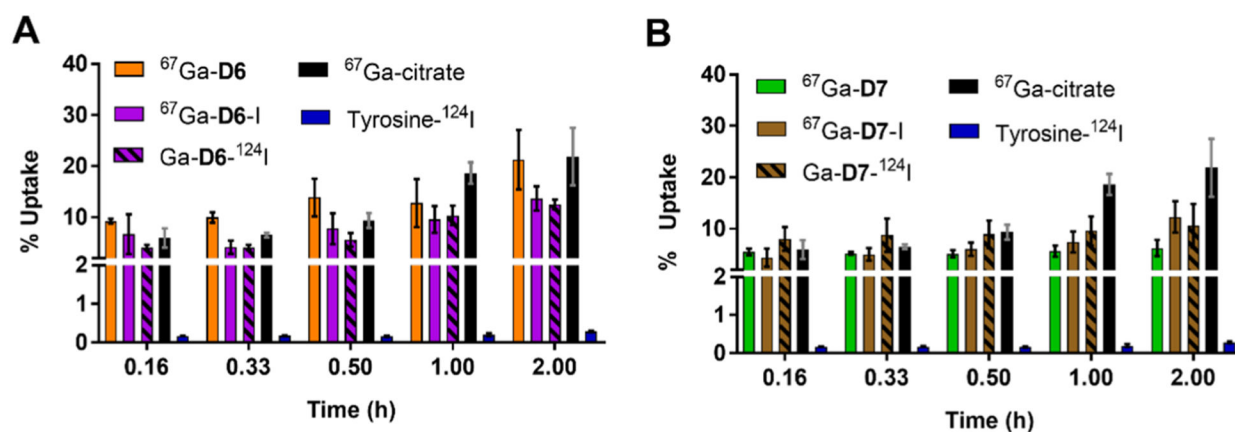 A
⁶⁷Ga-D6
⁶⁷Ga-citrate
⁶⁷Ga-D6-I
Tyrosine-¹²⁴I
Ga-D6-¹²⁴I
% Uptake
40
30
20
10
2
2
1
0
0.16 0.33 0.50 1.00 2.00
Time (h)
B
⁶⁷Ga-D7
⁶⁷Ga-citrate
⁶⁷Ga-D7-I
Tyrosine-¹²⁴I
Ga-D7-¹²⁴I
% Uptake
40
30
20
10
2
2
1
0
0.16 0.33 0.50 1.00 2.00
Time (h)